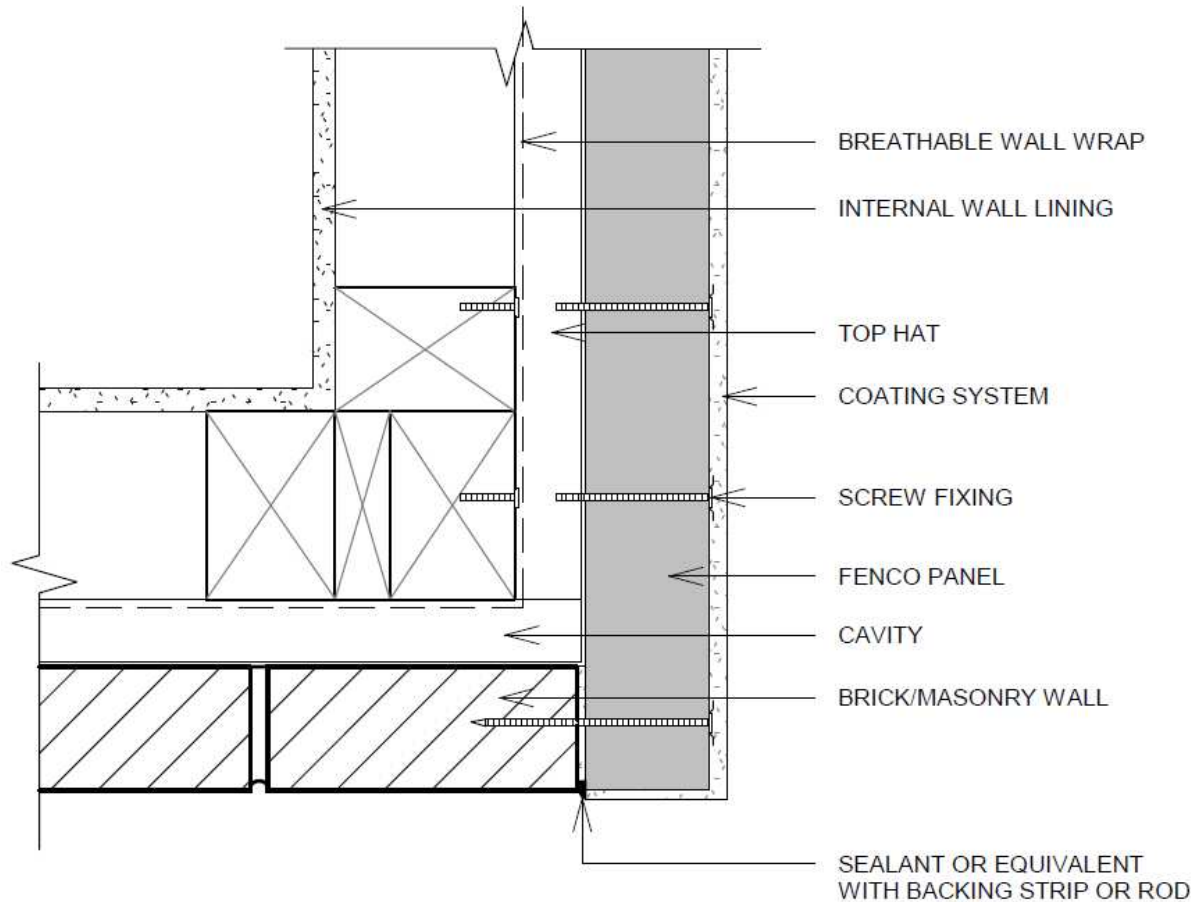 BREATHABLE WALL WRAP
INTERNAL WALL LINING
TOP HAT
COATING SYSTEM
SCREW FIXING
FENCO PANEL
CAVITY
BRICK/MASONRY WALL
SEALANT OR EQUIVALENT
WITH BACKING STRIP OR ROD